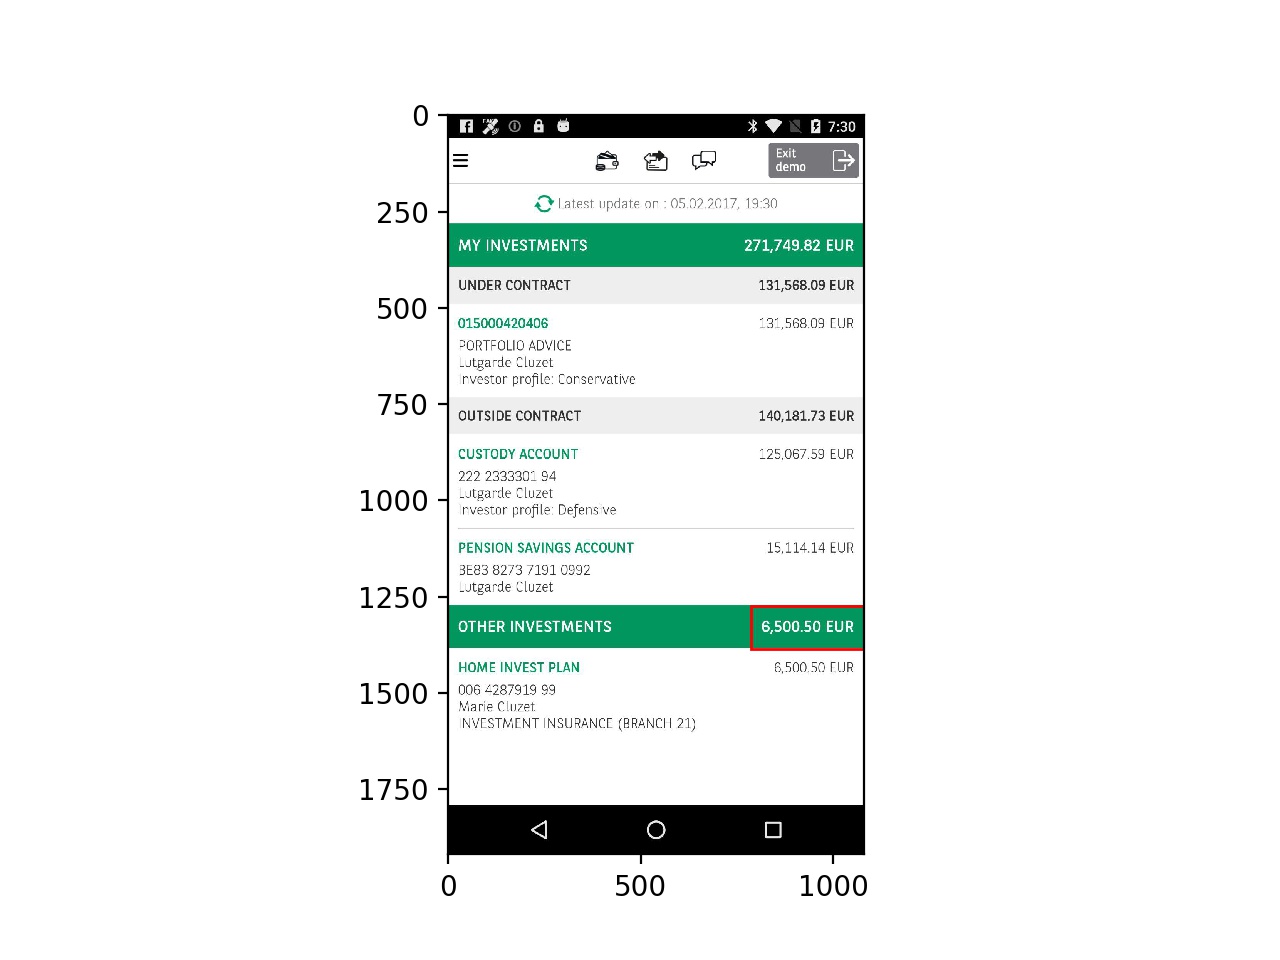 0
250
500
750
1000
1250
1500
1750
0
500
1000
7:30
Exit
demo
Latest update on : 05.02.2017, 19:30
MY INVESTMENTS 271,749.82 EUR
UNDER CONTRACT 131,568.09 EUR
015000420406 131,568.09 EUR
PORTFOLIO ADVICE
Lutgarde Cluzet
Investor profile: Conservative
OUTSIDE CONTRACT 140,181.73 EUR
CUSTODY ACCOUNT 125,067.59 EUR
222 2333301 94
Lutgarde Cluzet
Investor profile: Defensive
PENSION SAVINGS ACCOUNT 15,114.14 EUR
BE83 8273 7191 0992
Lutgarde Cluzet
OTHER INVESTMENTS 6,500.50 EUR
HOME INVEST PLAN 6,500.50 EUR
006 4287919 99
Marie Cluzet
INVESTMENT INSURANCE (BRANCH 21)